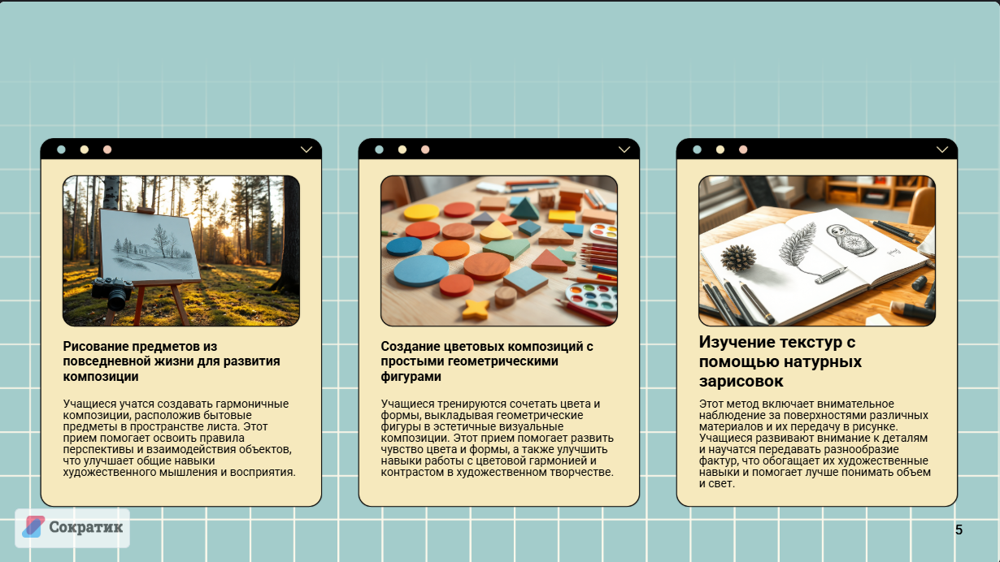 Рисование предметов из
повседневной жизни для развития
композиции
Учащиеся учатся создавать гармоничные
композиции, расположив бытовые
предметы в пространстве листа. Этот
прием помогает освоить правила
перспективы и взаимодействия объектов,
что улучшает общие навыки
художественного мышления и восприятия.
Создание цветовых композиций с
простыми геометрическими
фигурами
Учащиеся тренируются сочетать цвета и
формы, выкладывая геометрические
фигуры в эстетичные визуальные
композиции. Этот прием помогает развить
чувство цвета и формы, а также улучшить
навыки работы с цветовой гармонией и
контрастом в художественном творчестве.
Изучение текстур с
помощью натурных
зарисовок
Этот метод включает внимательное
наблюдение за поверхностями различных
материалов и их передачу в рисунке.
Учащиеся развивают внимание к деталям
и научатся передавать разнообразие
фактур, что обогащает их художественные
навыки и помогает лучше понимать объем
и свет.
Сократик
5